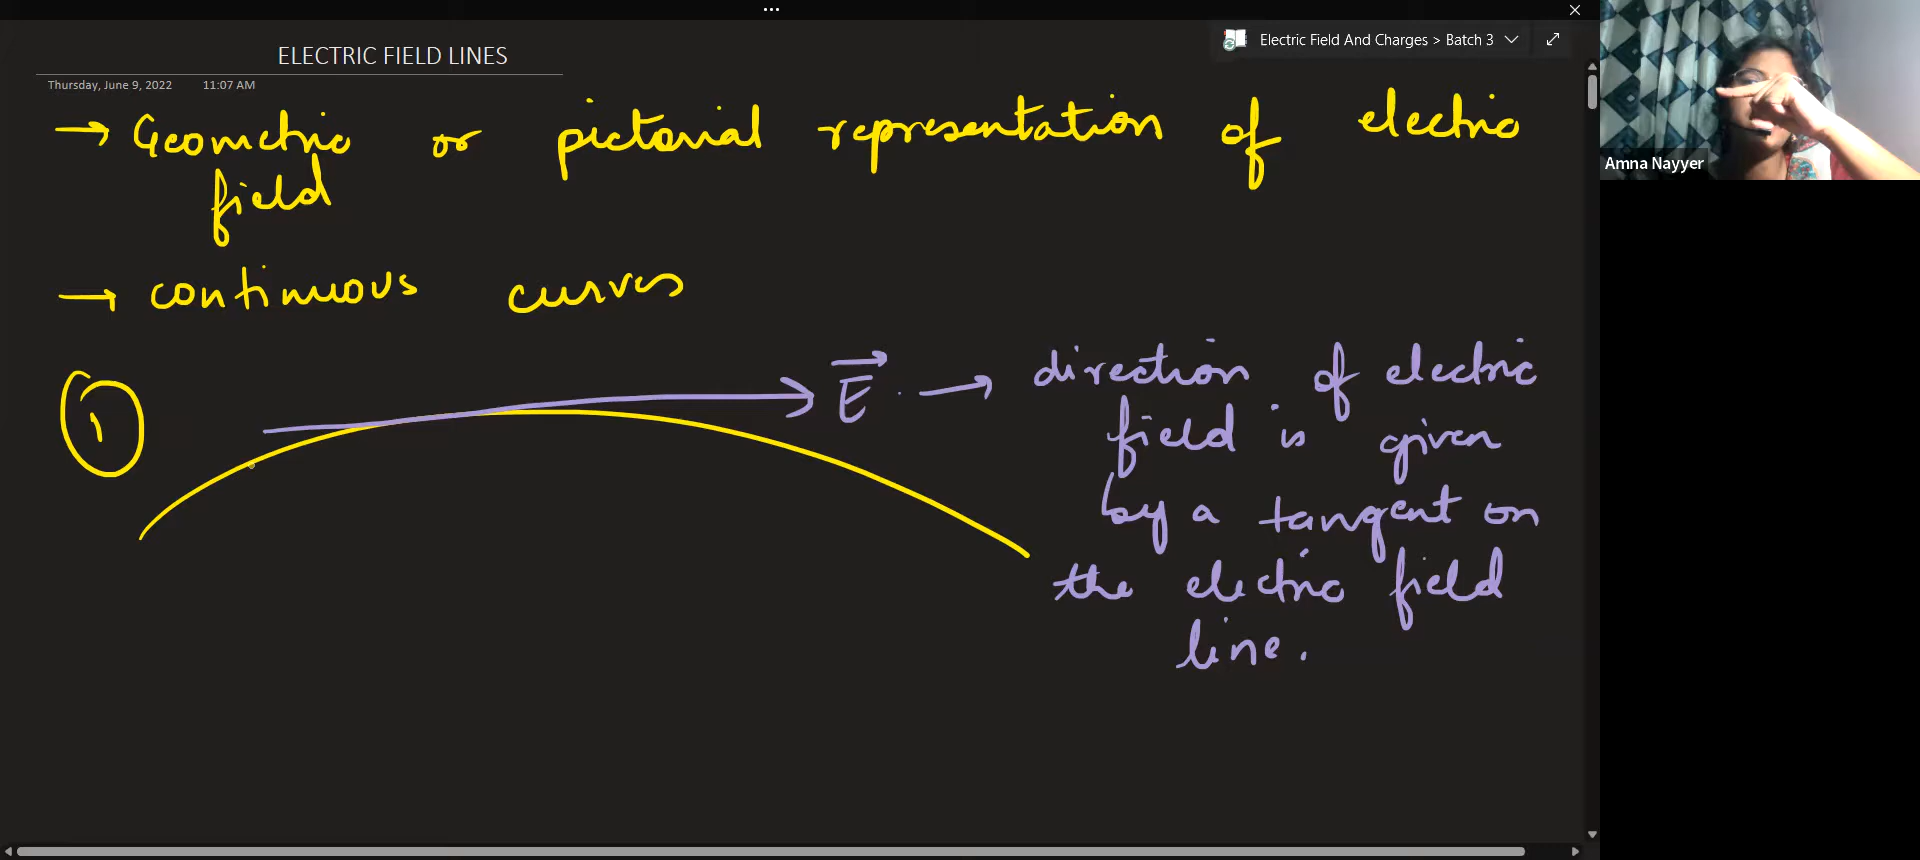 Electric Field And Charges > Batch 3
ELECTRIC FIELD LINES
Thursday, June 9, 2022 11:07 AM
→ Geometric or pictorial representation of electric
field
→ continuous curves
1
E → direction of electric
field is given
by a tangent on
the electric field
line.
Amna Nayyer